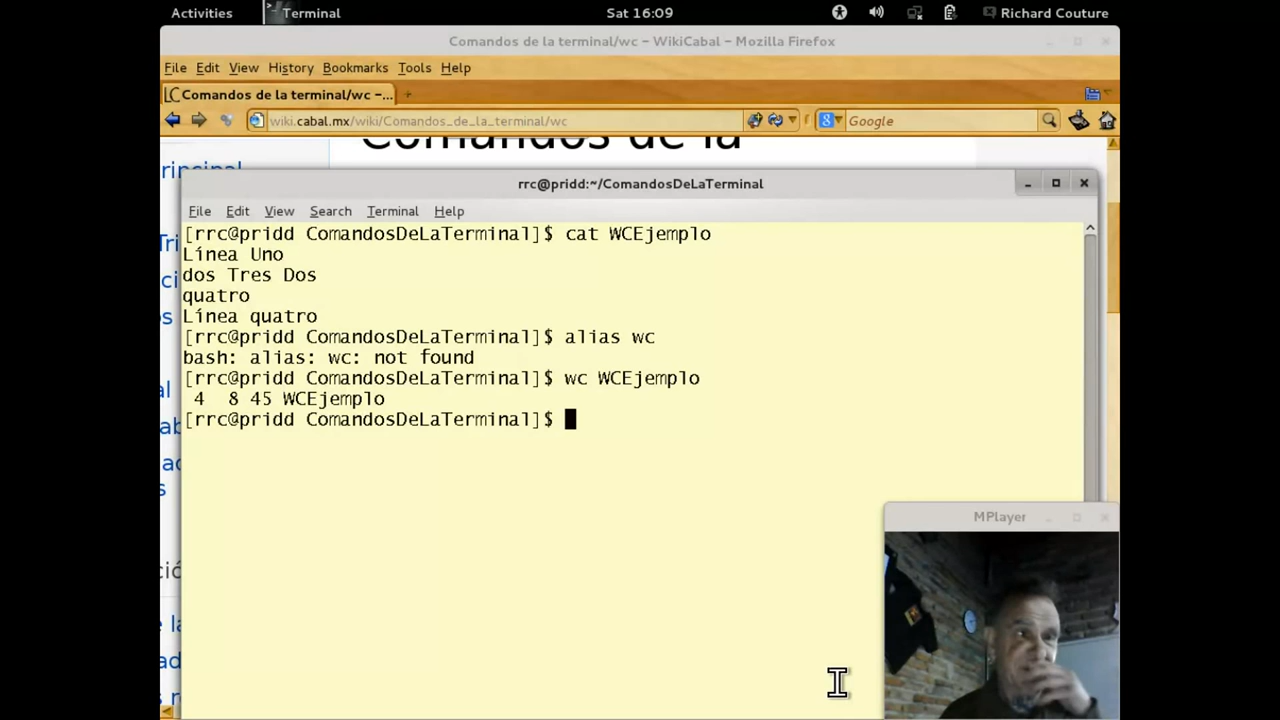 Activities Terminal Sat 16:09 Richard Couture
Comandos de la terminal/wc – WikiCabal – Mozilla Firefox
File Edit View History Bookmarks Tools Help
Comandos de la terminal/wc –...
wiki.cabal.mx/wiki/Comandos_de_la_terminal/wc Google
Comandos de la
rrc@pridd:~/ComandosDeLaTerminal
File Edit View Search Terminal Help
[rrc@pridd ComandosDeLaTerminal]$ cat WCEjemplo
Línea Uno
dos Tres Dos
quatro
Línea quatro
[rrc@pridd ComandosDeLaTerminal]$ alias wc
bash: alias: wc: not found
[rrc@pridd ComandosDeLaTerminal]$ wc WCEjemplo
4 8 45 WCEjemplo
[rrc@pridd ComandosDeLaTerminal]$
MPlayer